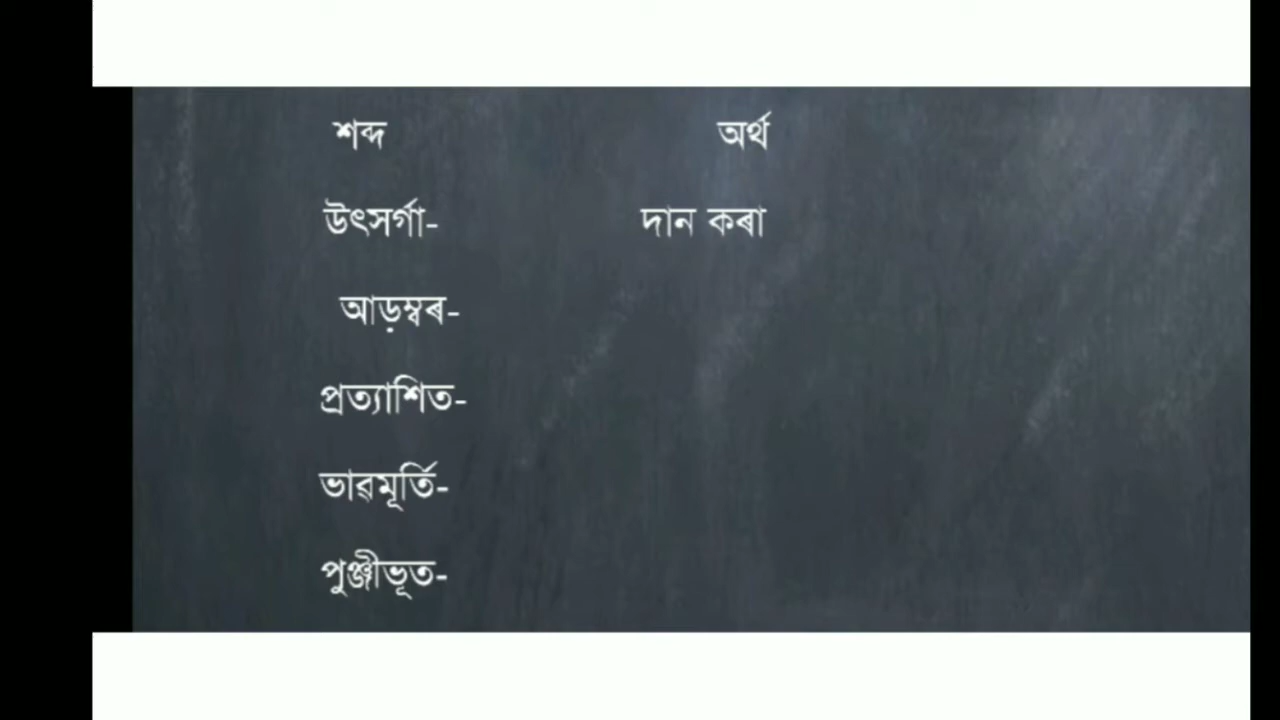 শব্দ অৰ্থ
উৎসৰ্গা- দান কৰা
আড়ম্বৰ-
প্ৰত্যাশিত-
ভাৱমূৰ্তি-
পুঞ্জীভূত-